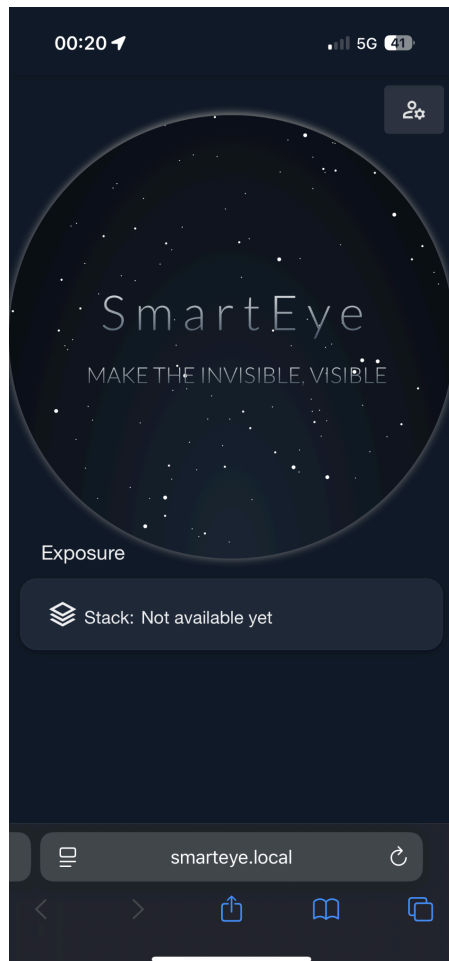 00:20
5G 41
SmartEye
MAKE THE INVISIBLE, VISIBLE
Exposure
Stack: Not available yet
smarteye.local